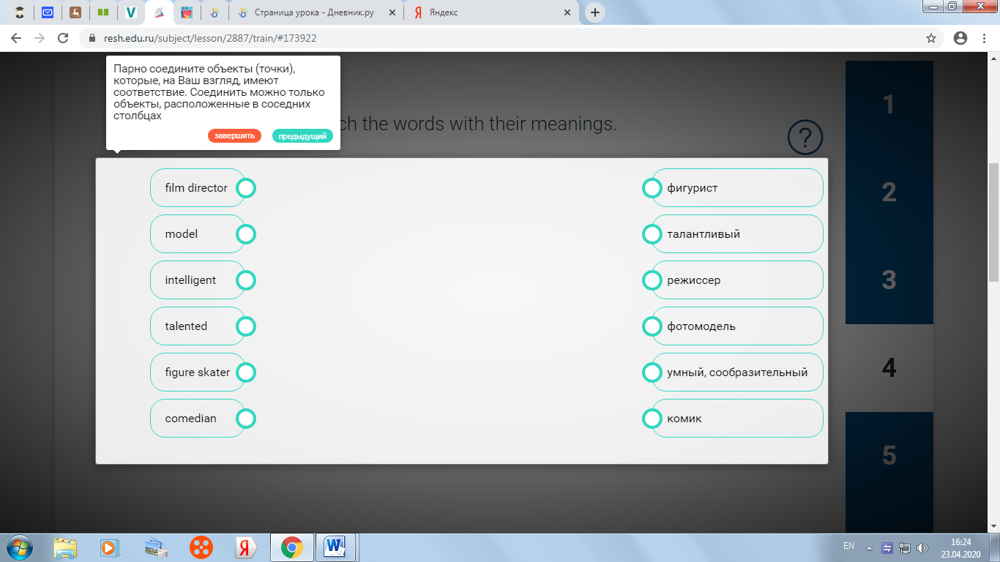 Страница урока - Дневник.ру
Яндекс
resh.edu.ru/subject/lesson/2887/train/#173922
Парно соедините объекты (точки),
которые, на Ваш взгляд, имеют
соответствие. Соединить можно только
объекты, расположенные в соседних
столбцах
завершить предыдущий
the words with their meanings.
?
1
2
3
4
5
film director фигурист
model талантливый
intelligent режиссер
talented фотомодель
figure skater умный, сообразительный
comedian комик
EN
16:24
23.04.2020